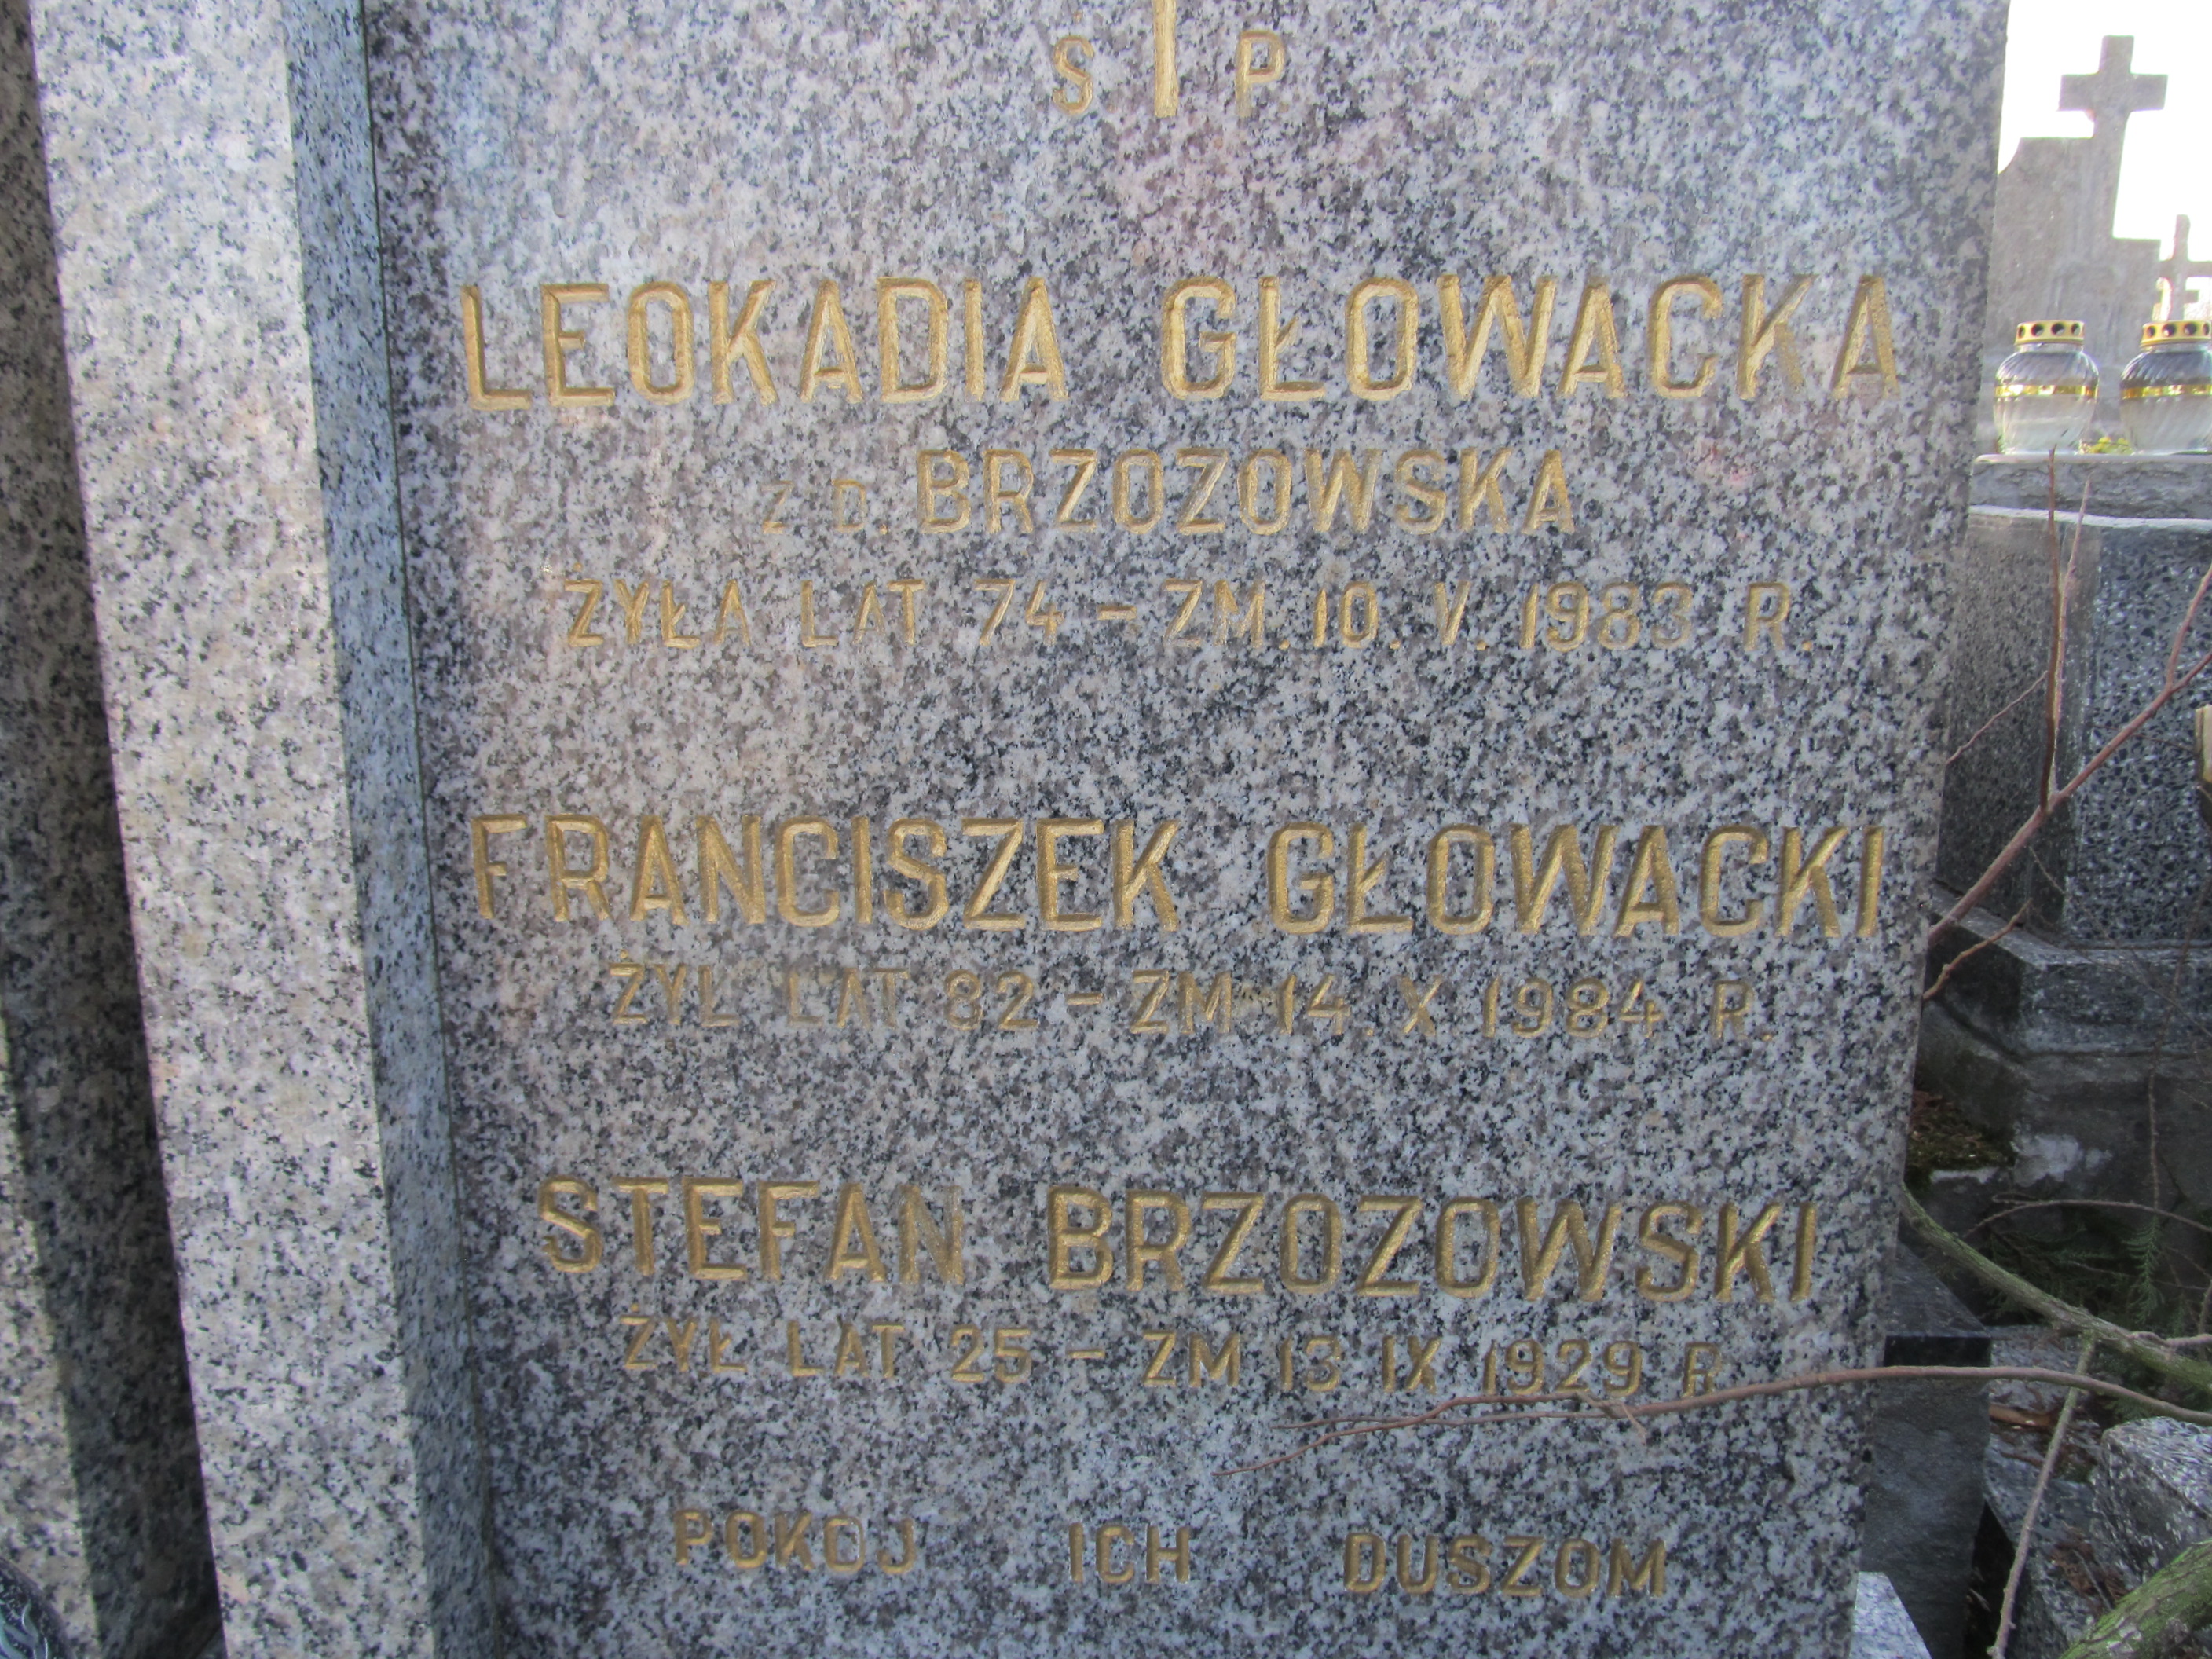 Ś P
LEOKADIA GŁOWACKA
Z D. BRZOZOWSKA
ŻYŁA LAT 74 - ZM. 10. V. 1983 R.
FRANCISZEK GŁOWACKI
ŻYŁ LAT 82 - ZM 14. X 1984 R.
STEFAN BRZOZOWSKI
ŻYŁ LAT 25 - ZM 13 IX 1929 R
POKOJ ICH DUSZOM